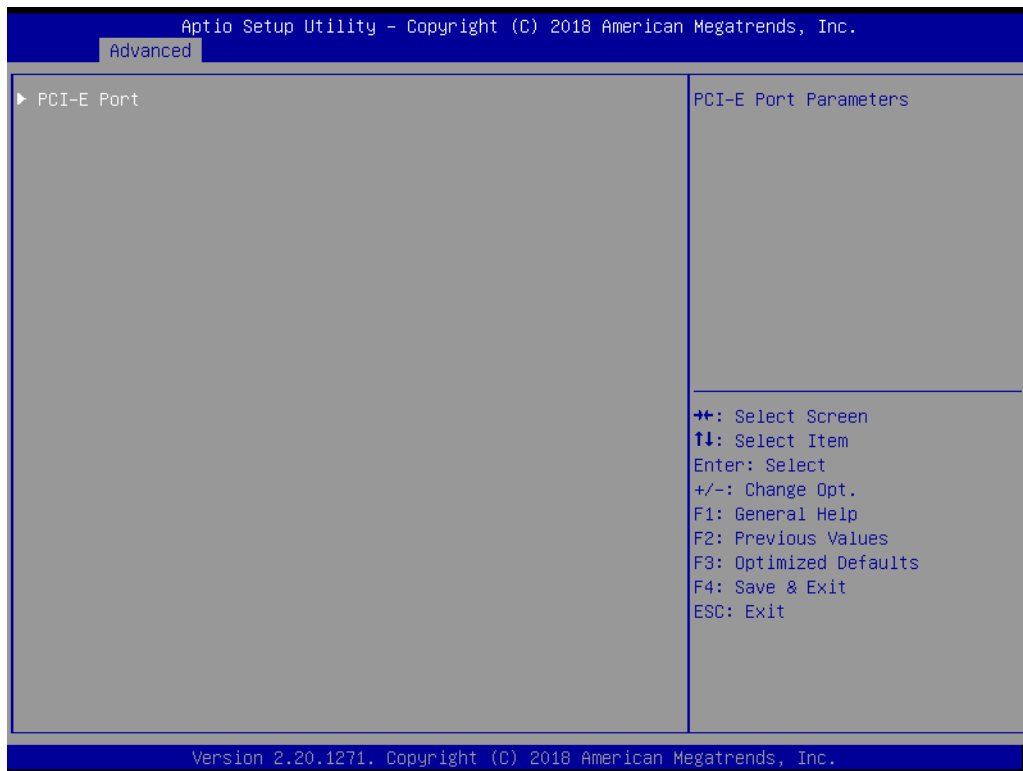 Aptio Setup Utility – Copyright (C) 2018 American Megatrends, Inc.
Advanced
▶ PCI-E Port
PCI-E Port Parameters
→←: Select Screen
↑↓: Select Item
Enter: Select
+/-: Change Opt.
F1: General Help
F2: Previous Values
F3: Optimized Defaults
F4: Save & Exit
ESC: Exit
Version 2.20.1271. Copyright (C) 2018 American Megatrends, Inc.